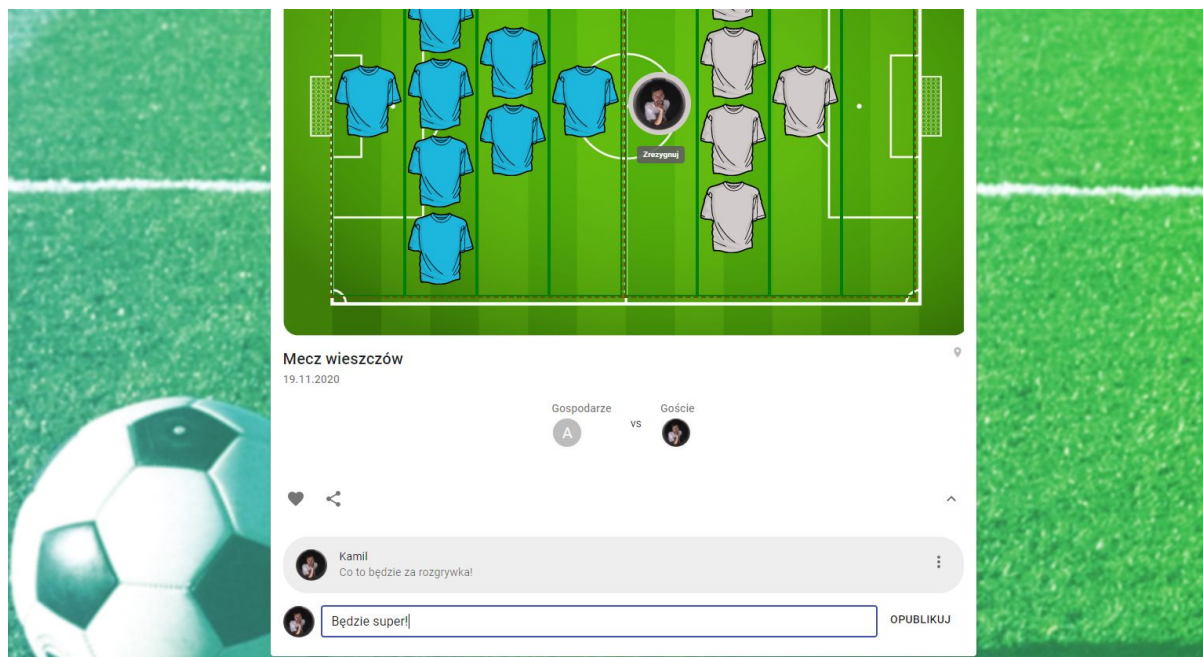 Zrezygnuj
Mecz wieszczów
19.11.2020
Gospodarze
Goście
A
vs
Kamil
Co to będzie za rozgrywka!
Będzie super!
OPUBLIKUJ